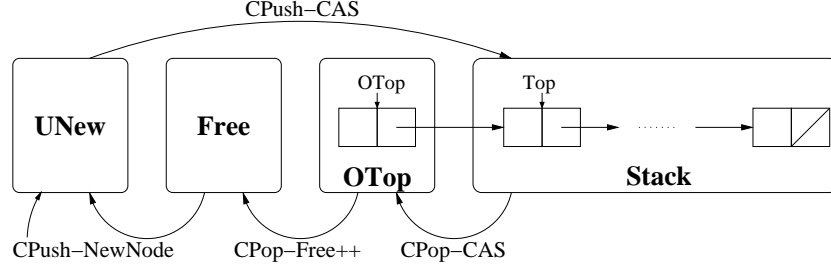 CPush−CAS
OTop
Top
UNew
Free
.......
OTop
Stack
CPush−NewNode
CPop−Free++
CPop−CAS